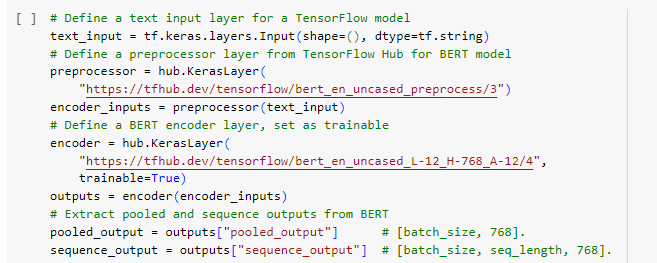 [ ] # Define a text input layer for a TensorFlow model
text_input = tf.keras.layers.Input(shape=(), dtype=tf.string)
# Define a preprocessor layer from TensorFlow Hub for BERT model
preprocessor = hub.KerasLayer(
    "https://tfhub.dev/tensorflow/bert_en_uncased_preprocess/3")
encoder_inputs = preprocessor(text_input)
# Define a BERT encoder layer, set as trainable
encoder = hub.KerasLayer(
    "https://tfhub.dev/tensorflow/bert_en_uncased_L-12_H-768_A-12/4",
    trainable=True)
outputs = encoder(encoder_inputs)
# Extract pooled and sequence outputs from BERT
pooled_output = outputs["pooled_output"]      # [batch_size, 768].
sequence_output = outputs["sequence_output"]  # [batch_size, seq_length, 768].